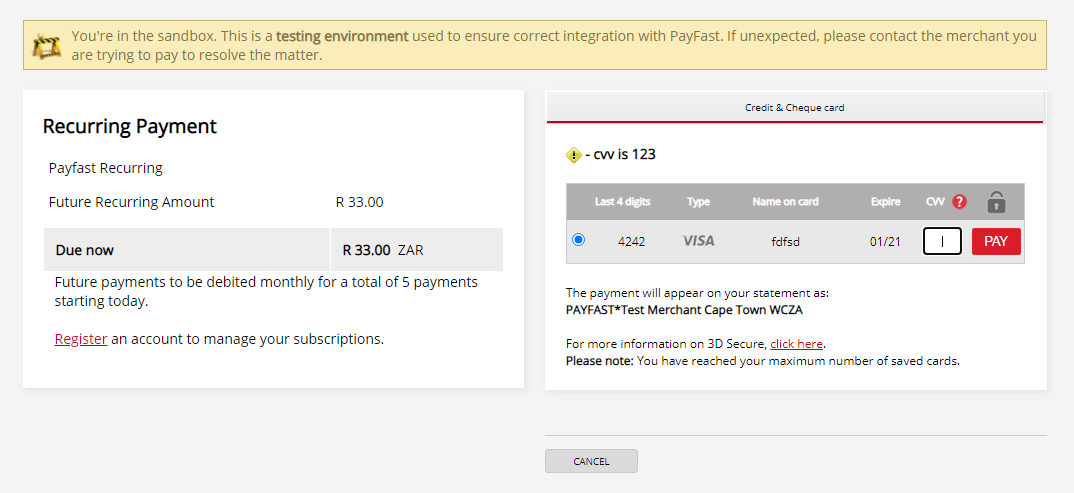 You're in the sandbox. This is a testing environment used to ensure correct integration with PayFast. If unexpected, please contact the merchant you
are trying to pay to resolve the matter.
Recurring Payment
Payfast Recurring
Future Recurring Amount R 33.00
Due now R 33.00 ZAR
Future payments to be debited monthly for a total of 5 payments
starting today.
Register an account to manage your subscriptions.
Credit & Cheque card
- cvv is 123
Last 4 digits Type Name on card Expire CVV ?
4242 VISA fdfsd 01/21 PAY
The payment will appear on your statement as:
PAYFAST*Test Merchant Cape Town WCZA
For more information on 3D Secure, click here.
Please note: You have reached your maximum number of saved cards.
CANCEL